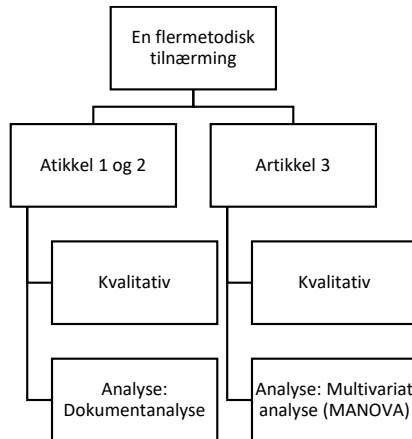 En flermetodisk
tilnærming
Atikkel 1 og 2
Artikkel 3
Kvalitativ
Kvalitativ
Analyse:
Dokumentanalyse
Analyse: Multivariat
analyse (MANOVA)